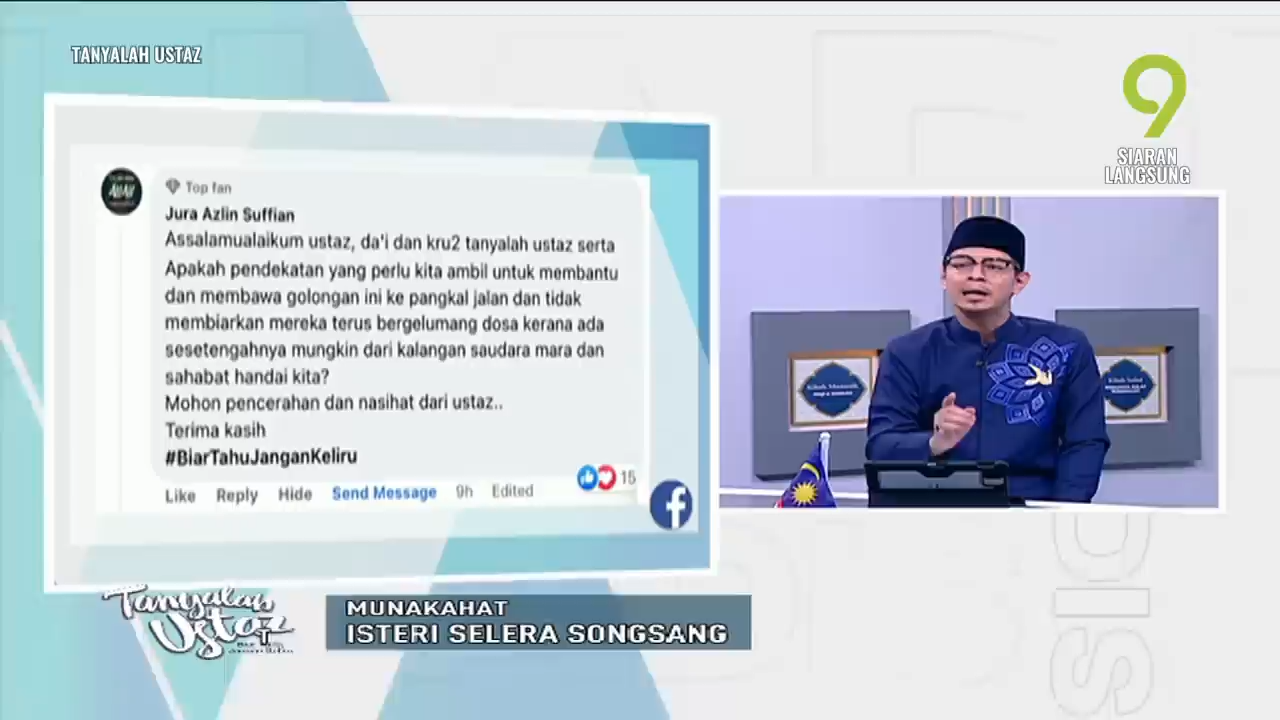 TANYALAH USTAZ
9
SIARAN
LANGSUNG
Top fan
Jura Azlin Suffian
Assalamualaikum ustaz, da'i dan kru2 tanyalah ustaz serta
Apakah pendekatan yang perlu kita ambil untuk membantu
dan membawa golongan ini ke pangkal jalan dan tidak
membiarkan mereka terus bergelumang dosa kerana ada
sesetengahnya mungkin dari kalangan saudara mara dan
sahabat handai kita?
Mohon pencerahan dan nasihat dari ustaz..
Terima kasih
#BiarTahuJanganKeliru
Like Reply Hide Send Message 9h Edited
15
Tanyalah
Ustaz
MUNAKAHAT
ISTERI SELERA SONGSANG